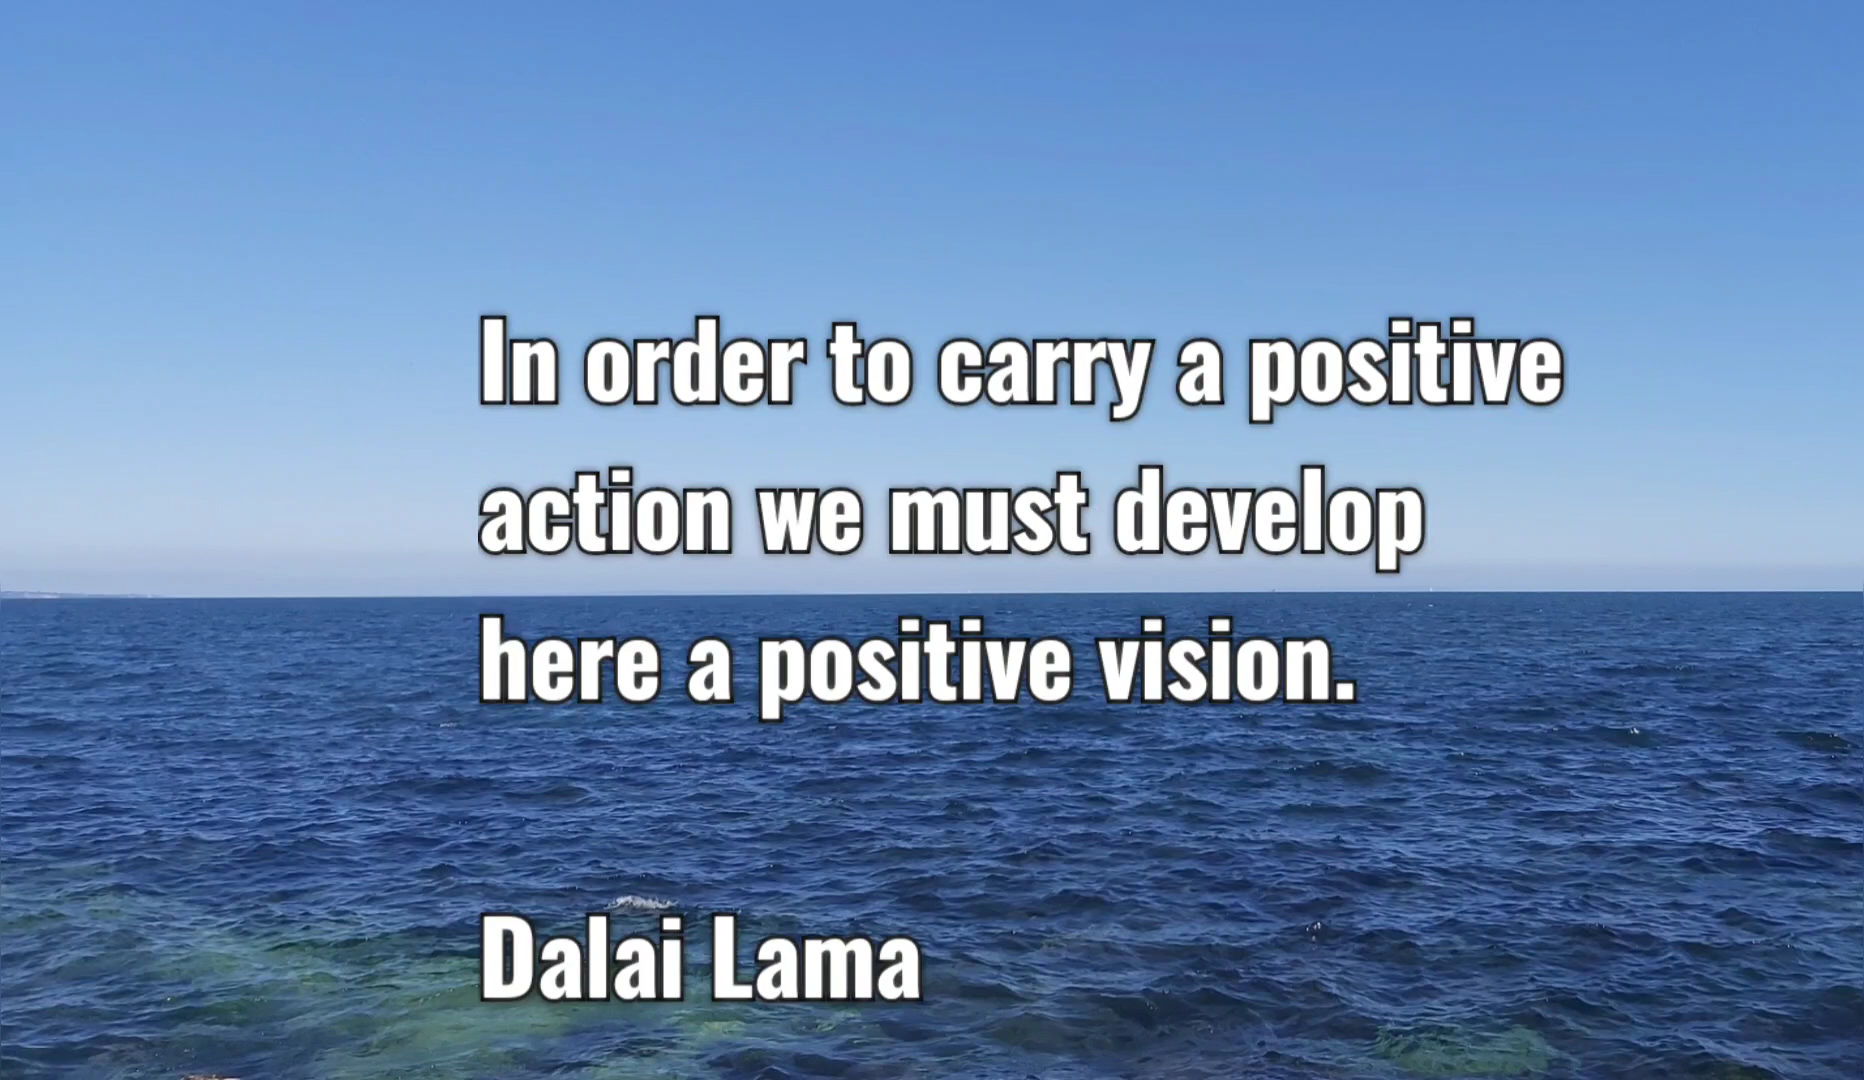 In order to carry a positive
action we must develop
here a positive vision.
Dalai Lama